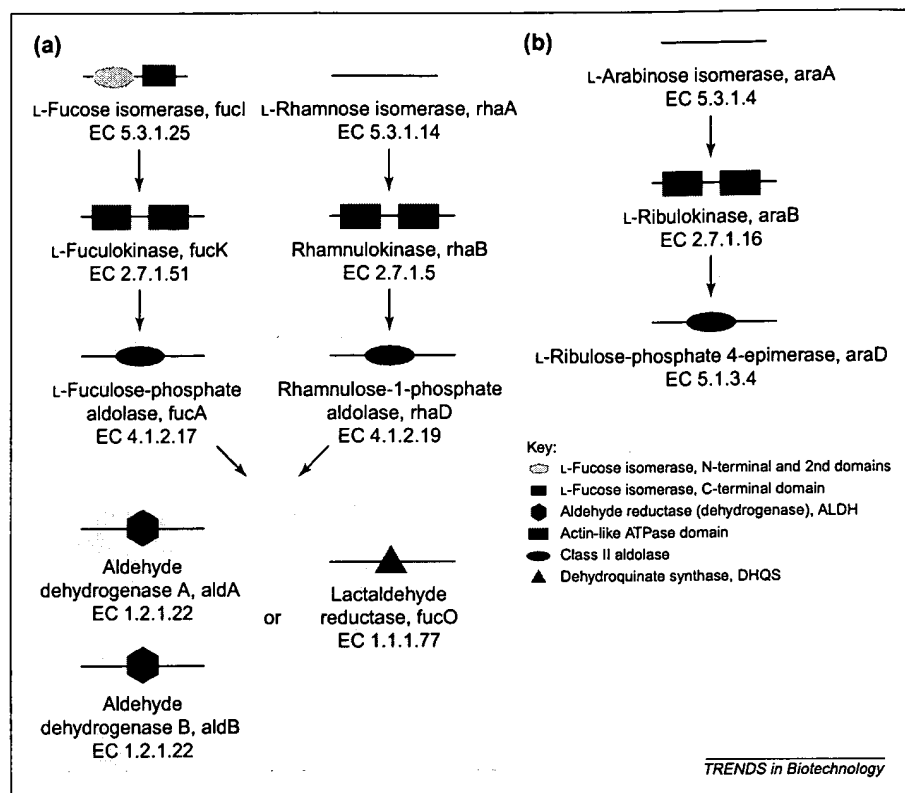 (a)
L-Fucose isomerase, fucI
EC 5.3.1.25
L-Rhamnose isomerase, rhaA
EC 5.3.1.14
L-Fuculokinase, fucK
EC 2.7.1.51
Rhamnulokinase, rhaB
EC 2.7.1.5
L-Fuculose-phosphate
aldolase, fucA
EC 4.1.2.17
Rhamnulose-1-phosphate
aldolase, rhaD
EC 4.1.2.19
Aldehyde
dehydrogenase A, aldA
EC 1.2.1.22
or
Lactaldehyde
reductase, fucO
EC 1.1.1.77
Aldehyde
dehydrogenase B, aldB
EC 1.2.1.22
(b)
L-Arabinose isomerase, araA
EC 5.3.1.4
L-Ribulokinase, araB
EC 2.7.1.16
L-Ribulose-phosphate 4-epimerase, araD
EC 5.1.3.4
Key:
L-Fucose isomerase, N-terminal and 2nd domains
L-Fucose isomerase, C-terminal domain
Aldehyde reductase (dehydrogenase), ALDH
Actin-like ATPase domain
Class II aldolase
Dehydroquinate synthase, DHQS
TRENDS in Biotechnology